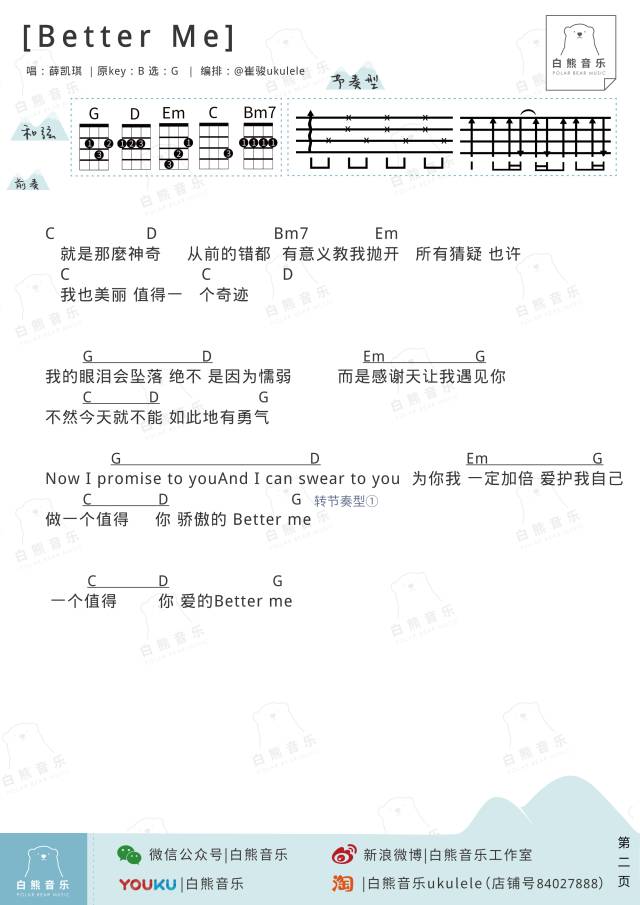 [Better Me]
唱：薛凯琪 | 原key：B 选：G | 编排：@崔骏ukulele
白熊音乐
POLAR BEAR MUSIC
节奏型
和弦
G D Em C Bm7
前奏
C D Bm7 Em
就是那麼神奇 从前的错都 有意义教我抛开 所有猜疑 也许
C C D
我也美丽 值得一 个奇迹
G D Em G
我的眼泪会坠落 绝不 是因为懦弱 而是感谢天让我遇见你
C D G
不然今天就不能 如此地有勇气
G D Em G
Now I promise to youAnd I can swear to you 为你我 一定加倍 爱护我自己
C D G 转节奏型①
做一个值得 你 骄傲的 Better me
C D G
一个值得 你 爱的Better me
白熊音乐
POLAR BEAR MUSIC
微信公众号|白熊音乐
新浪微博|白熊音乐工作室
YOUKU |白熊音乐
淘 |白熊音乐ukulele（店铺号84027888）
第二页